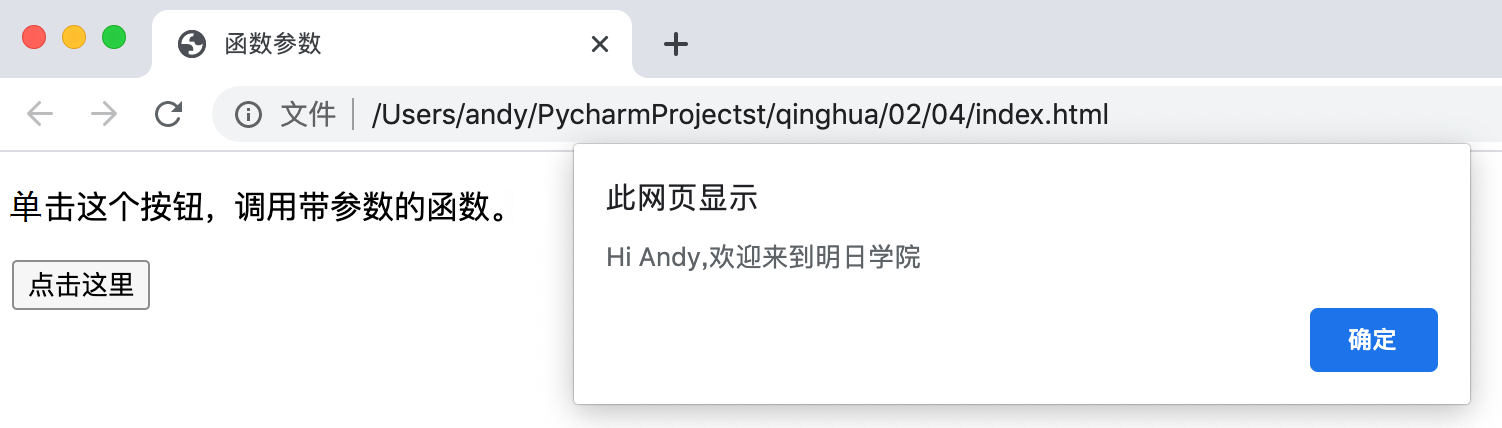 函数参数
文件 /Users/andy/PycharmProjectst/qinghua/02/04/index.html
此网页显示
Hi Andy,欢迎来到明日学院
确定
单击这个按钮，调用带参数的函数。
点击这里